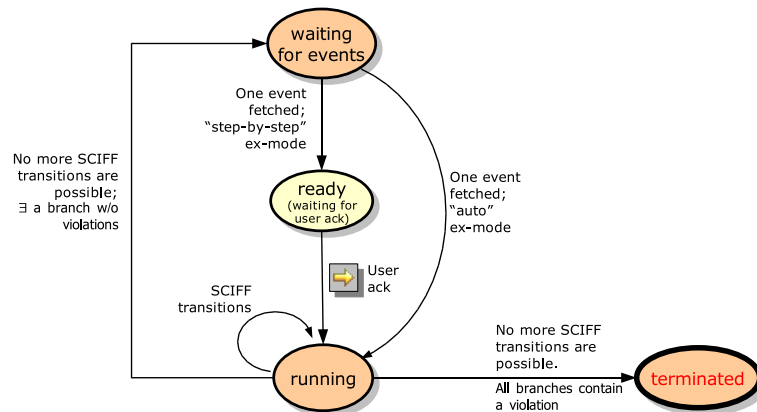 waiting
for events
One event
fetched;
“step-by-step”
ex-mode
No more SCIFF
transitions are
possible;
∃ a branch w/o
violations
One event
fetched;
“auto”
ex-mode
ready
(waiting for
user ack)
User
ack
SCIFF
transitions
running
No more SCIFF
transitions are
possible.
All branches contain
a violation
terminated